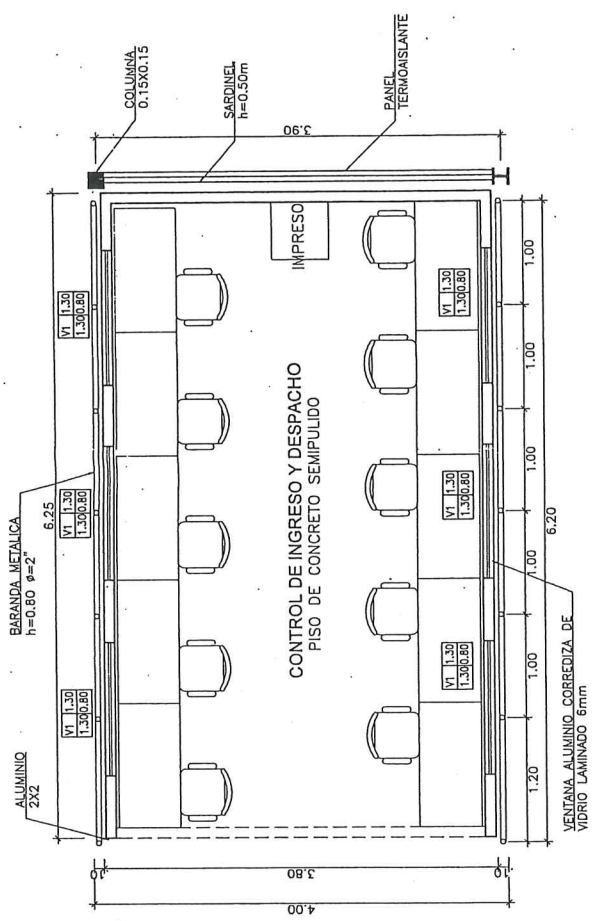 COLUMNA
0.15X0.15
SARDINEL
h=0.50m
PANEL
TERMOAISLANTE
3.90
BARANDA METALICA
h=0.80 ø=2"
6.25
ALUMINIO
2X2
V1 1.30
1.30 0.80
V1 1.30
1.30 0.80
V1 1.30
1.30 0.80
IMPRESO
CONTROL DE INGRESO Y DESPACHO
PISO DE CONCRETO SEMIPULIDO
V1 1.30
1.30 0.80
V1 1.30
1.30 0.80
V1 1.30
1.30 0.80
.10
3.80
.10
4.00
1.20
1.00
1.00
1.00
1.00
1.00
6.20
VENTANA ALUMINIO CORREDIZA DE
VIDRIO LAMINADO 6mm